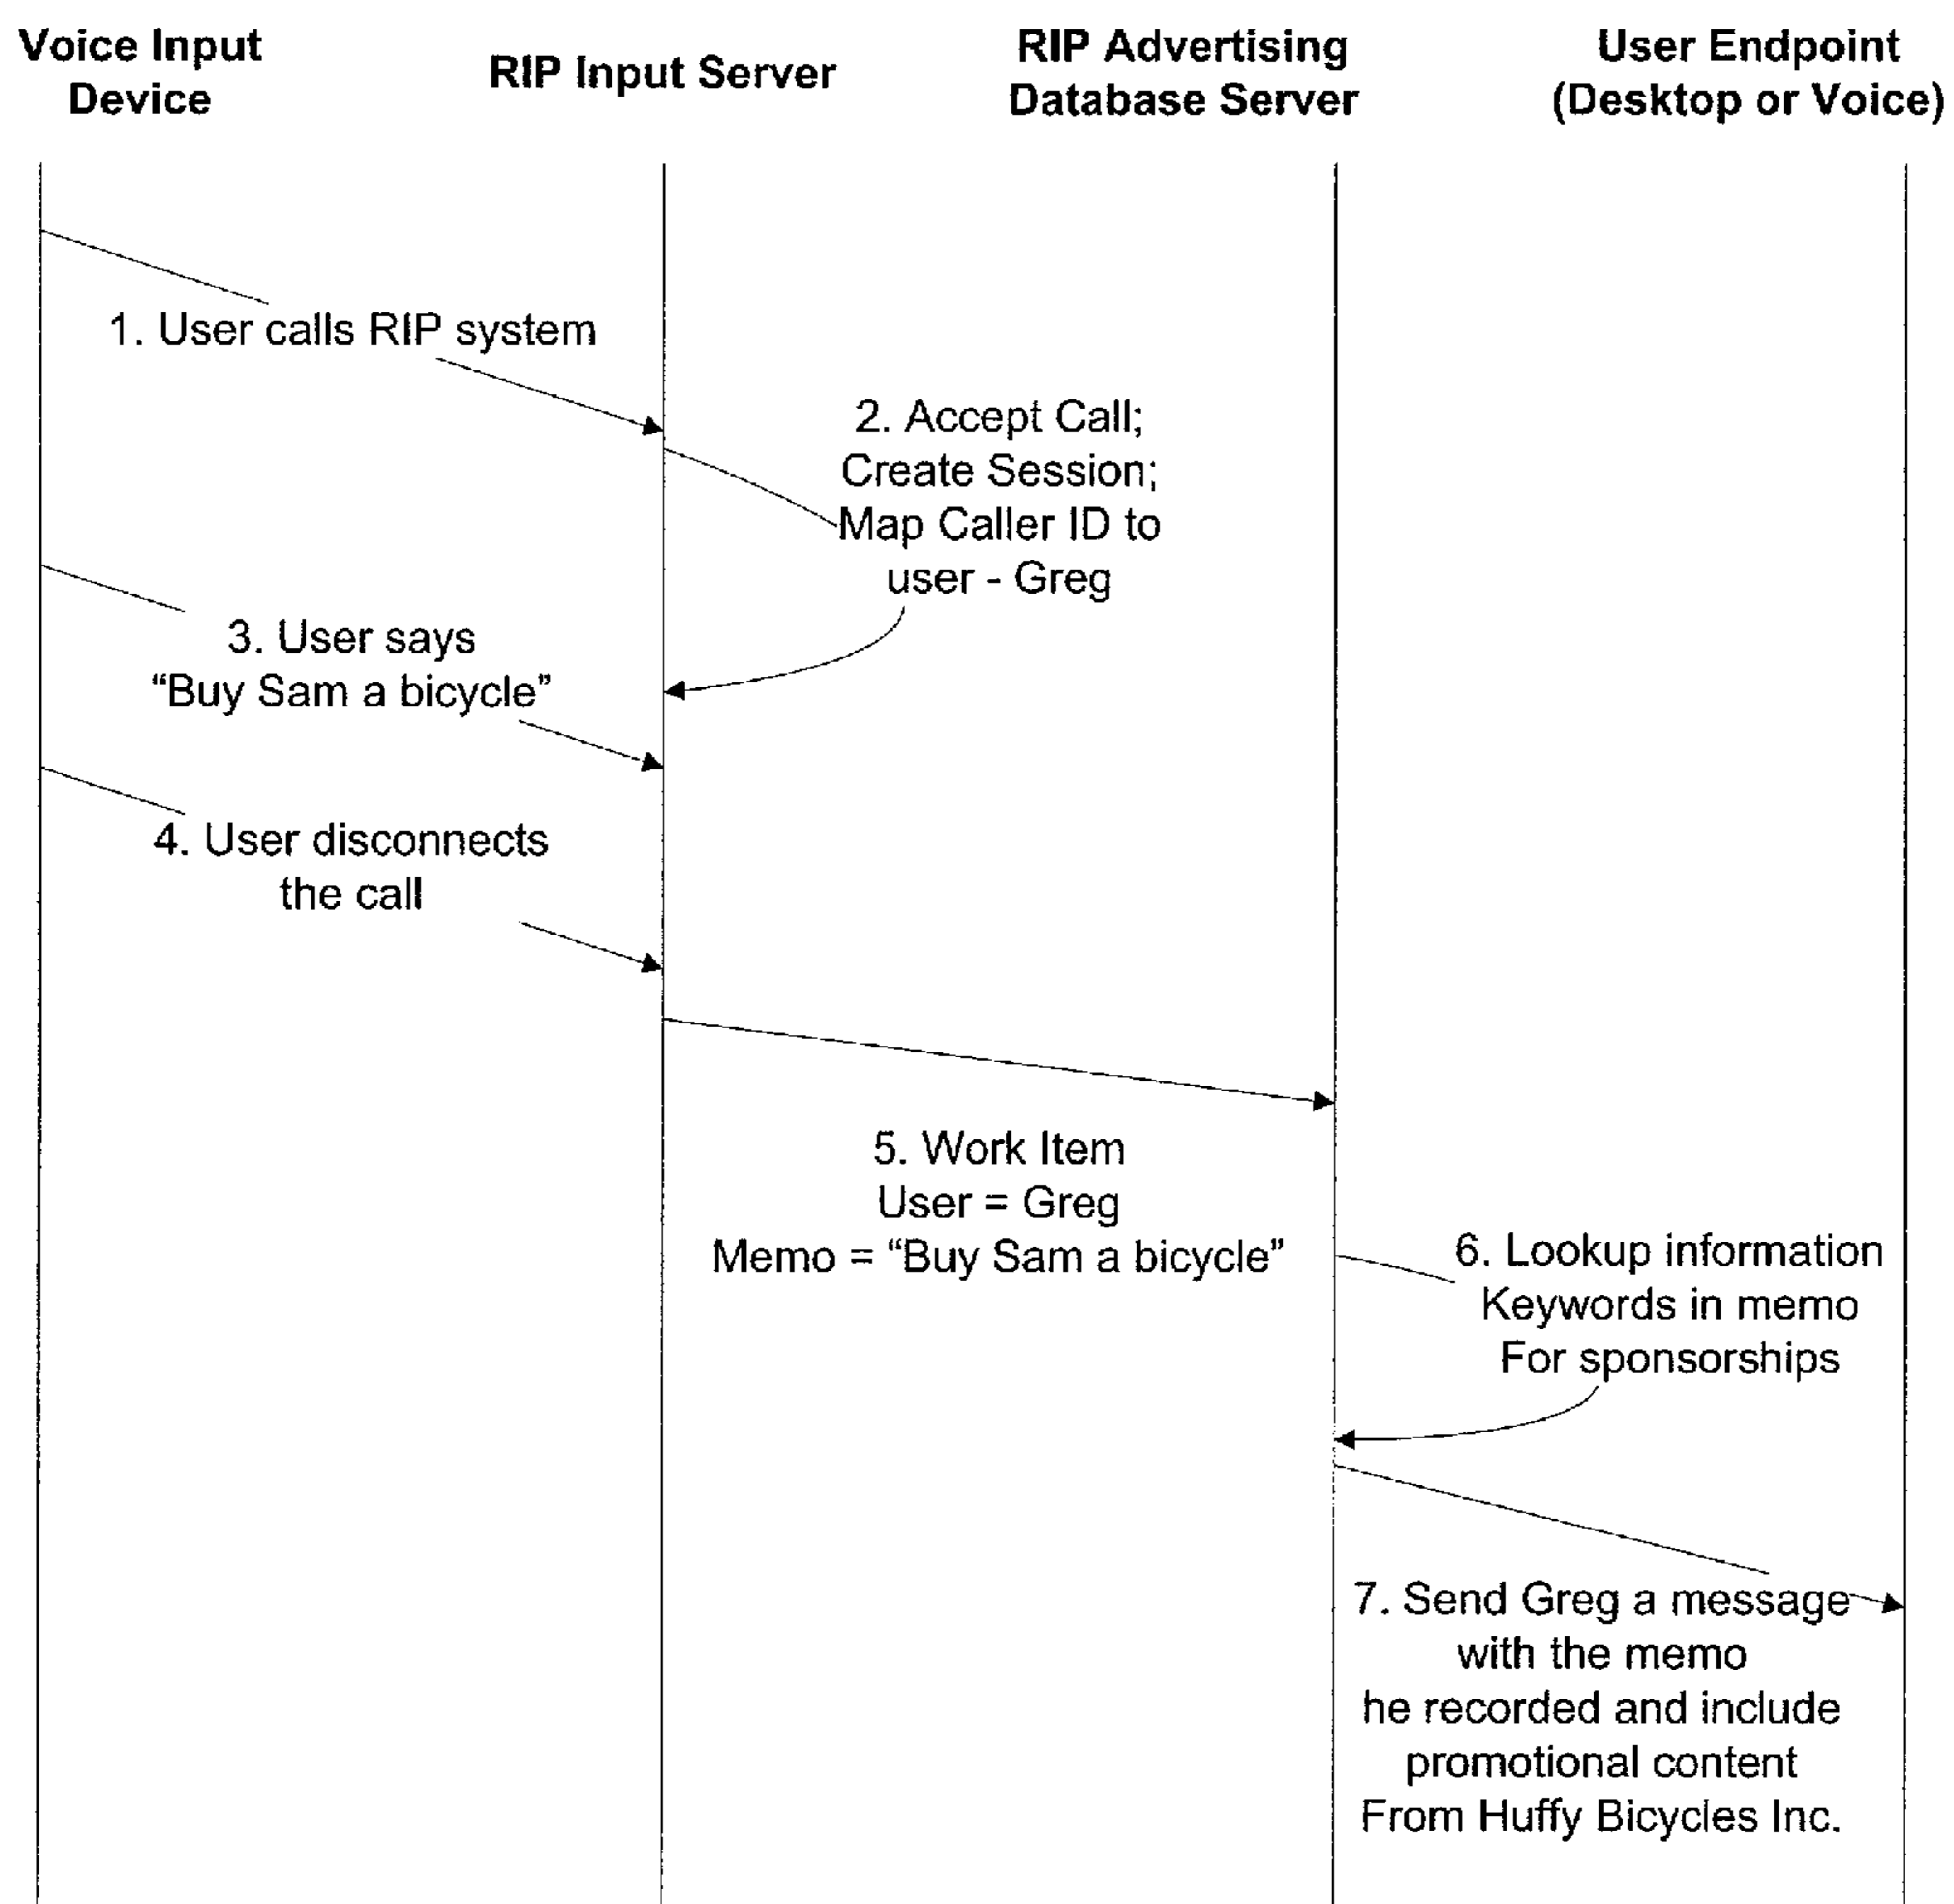 Voice Input
Device
RIP Input Server
RIP Advertising
Database Server
User Endpoint
(Desktop or Voice)
1. User calls RIP system
2. Accept Call;
Create Session;
Map Caller ID to
user - Greg
3. User says
“Buy Sam a bicycle”
4. User disconnects
the call
5. Work Item
User = Greg
Memo = “Buy Sam a bicycle”
6. Lookup information
Keywords in memo
For sponsorships
7. Send Greg a message
with the memo
he recorded and include
promotional content
From Huffy Bicycles Inc.